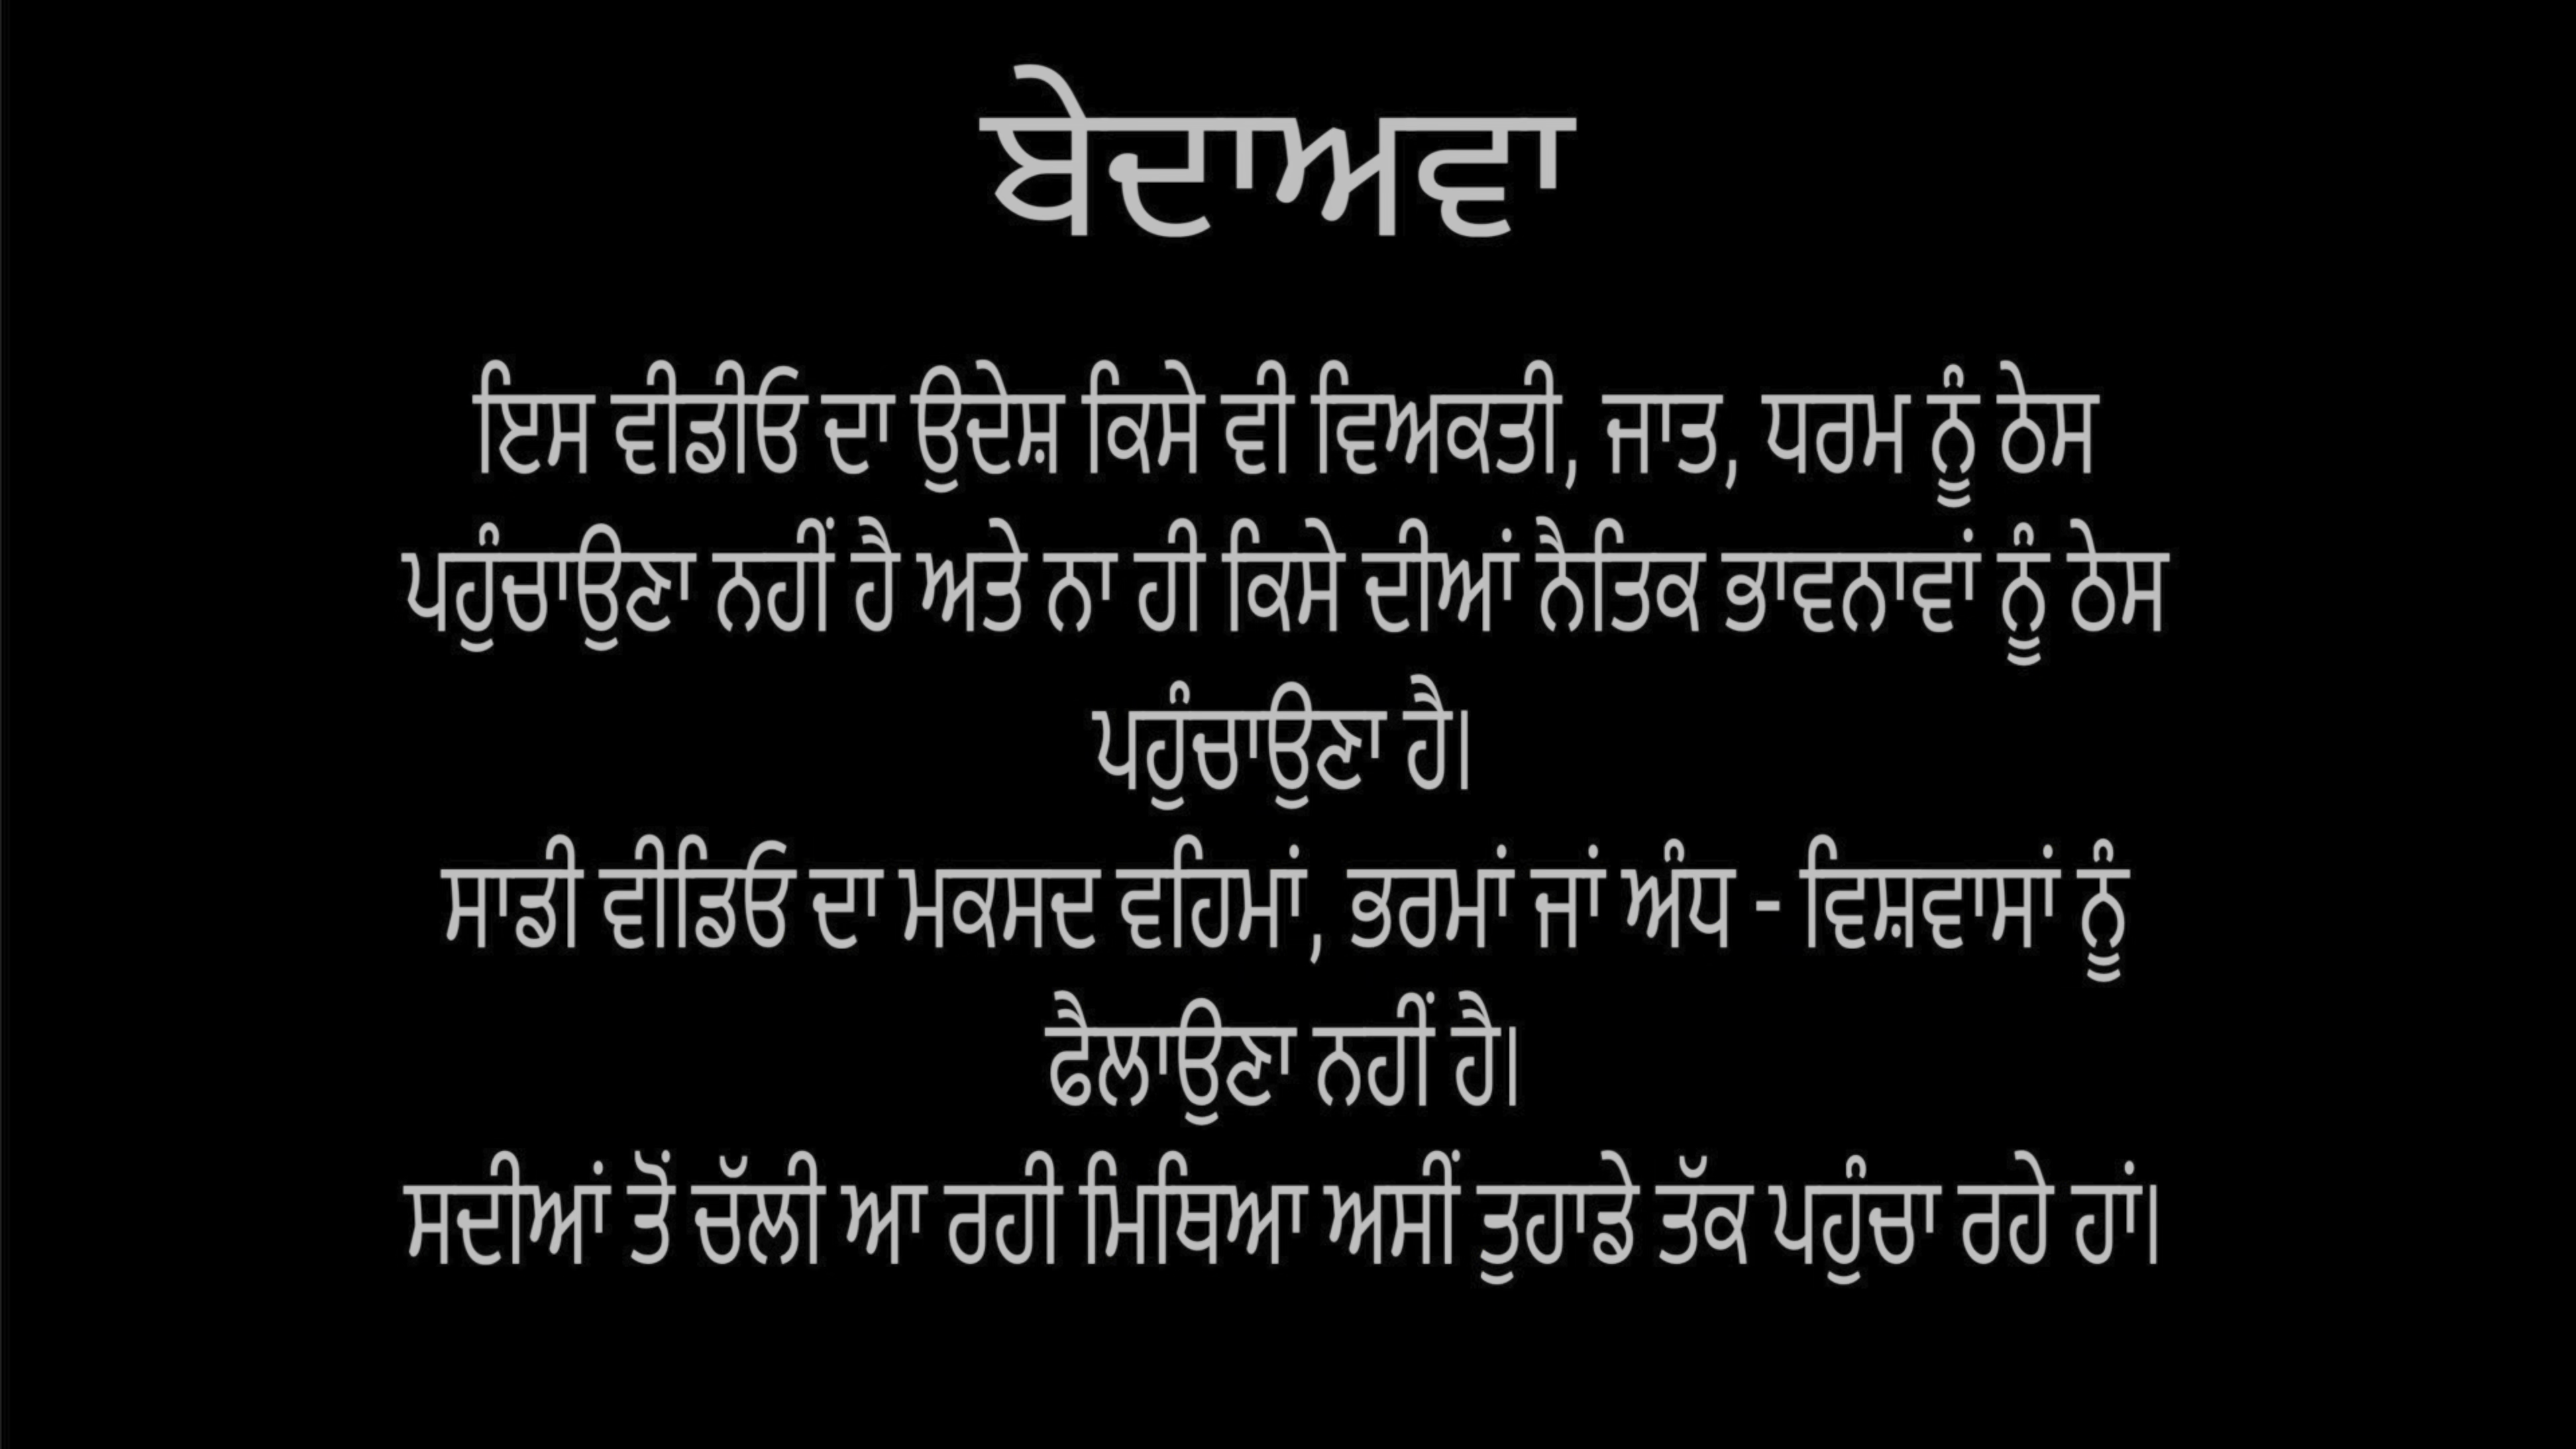 ਬੇਦਾਅਵਾ
ਇਸ ਵੀਡੀਓ ਦਾ ਉਦੇਸ਼ ਕਿਸੇ ਵੀ ਵਿਅਕਤੀ, ਜਾਤ, ਧਰਮ ਨੂੰ ਠੇਸ
ਪਹੁੰਚਾਉਣਾ ਨਹੀਂ ਹੈ ਅਤੇ ਨਾ ਹੀ ਕਿਸੇ ਦੀਆਂ ਨੈਤਿਕ ਭਾਵਨਾਵਾਂ ਨੂੰ ਠੇਸ
ਪਹੁੰਚਾਉਣਾ ਹੈ।
ਸਾਡੀ ਵੀਡਿਓ ਦਾ ਮਕਸਦ ਵਹਿਮਾਂ, ਭਰਮਾਂ ਜਾਂ ਅੰਧ - ਵਿਸ਼ਵਾਸਾਂ ਨੂੰ
ਫੈਲਾਉਣਾ ਨਹੀਂ ਹੈ।
ਸਦੀਆਂ ਤੋਂ ਚੱਲੀ ਆ ਰਹੀ ਮਿਥਿਆ ਅਸੀਂ ਤੁਹਾਡੇ ਤੱਕ ਪਹੁੰਚਾ ਰਹੇ ਹਾਂ।